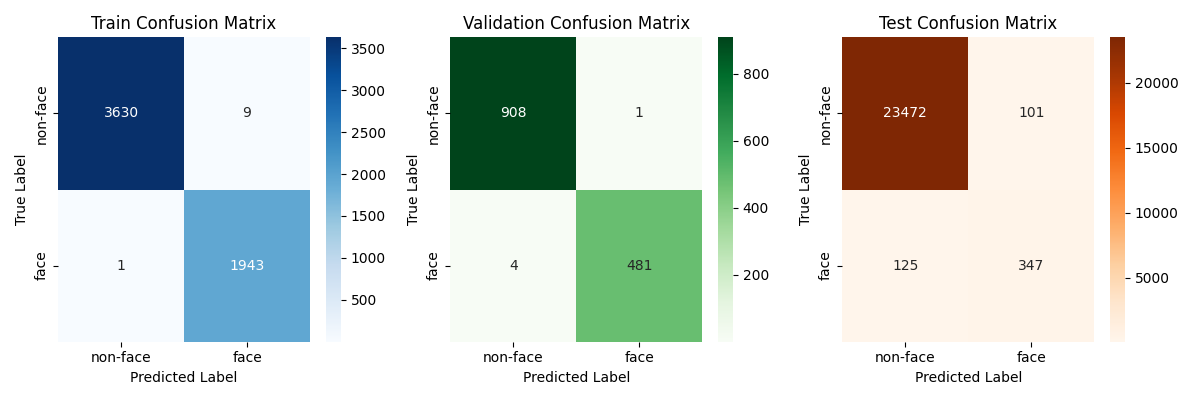 Train Confusion Matrix
True Label
non-face
face
3630
9
1
1943
non-face
face
Predicted Label
3500
3000
2500
2000
1500
1000
500
Validation Confusion Matrix
True Label
non-face
face
908
1
4
481
non-face
face
Predicted Label
800
600
400
200
Test Confusion Matrix
True Label
non-face
face
23472
101
125
347
non-face
face
Predicted Label
20000
15000
10000
5000